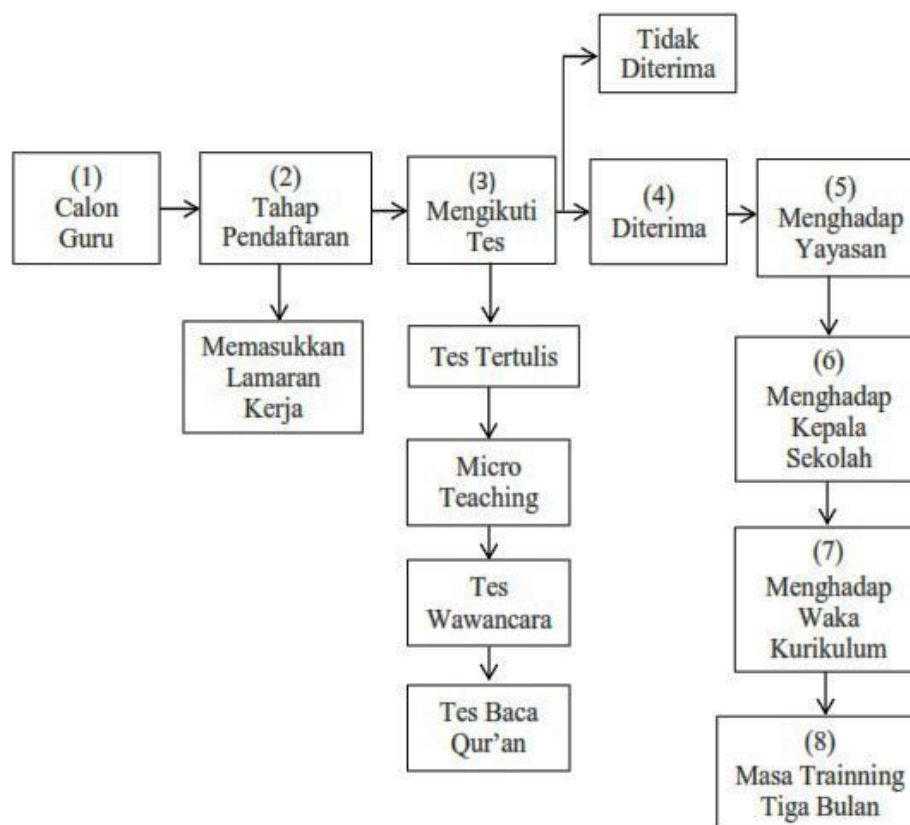 Tidak
Diterima
(1)
Calon
Guru
(2)
Tahap
Pendaftaran
(3)
Mengikuti
Tes
(4)
Diterima
(5)
Menghadap
Yayasan
Memasukkan
Lamaran
Kerja
Tes Tertulis
Micro
Teaching
Tes
Wawancara
Tes Baca
Qur'an
(6)
Menghadap
Kepala
Sekolah
(7)
Menghadap
Waka
Kurikulum
(8)
Masa Trainning
Tiga Bulan